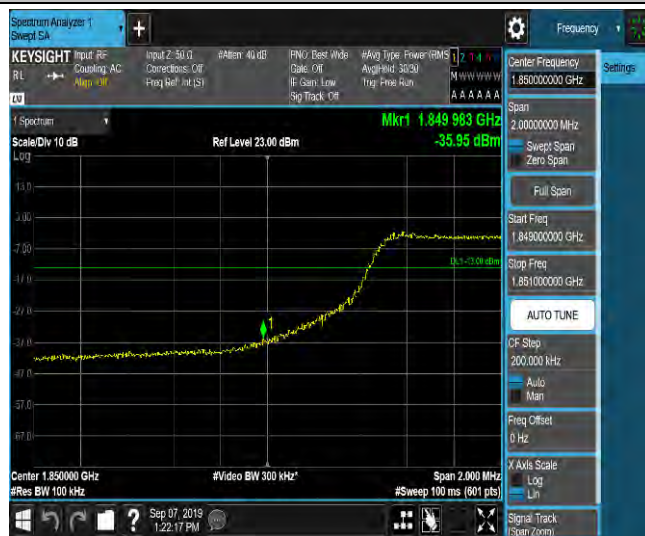 Spectrum Analyzer 1
Swept SA
+
Frequency
KEYSIGHT
RL
Input: RF
Coupling: AC
Align: Off
Input Z: 50 Ω
Corrections: Off
Freq Ref: Int (S)
#Atten: 40 dB
PNO: Best Wide
Gate: Off
IF Gain: Low
Sig Track: Off
#Avg Type: Power (RMS
Avg|Hold: 30/30
Trig: Free Run
M W W W W W
A A A A A A
1 Spectrum
Scale/Div 10 dB
Ref Level 23.00 dBm
Mkr1 1.849 983 GHz
-35.95 dBm
Log
13.0
3.00
-7.00
DL1 -13.00 dBm
-17.0
-27.0
1
-37.0
-47.0
-57.0
-67.0
Center 1.850000 GHz
#Video BW 300 kHz*
Span 2.000 MHz
#Res BW 100 kHz
#Sweep 100 ms (601 pts)
?
Sep 07, 2019
1:22:17 PM
Center Frequency
1.850000000 GHz
Settings
Span
2.00000000 MHz
Swept Span
Zero Span
Full Span
Start Freq
1.849000000 GHz
Stop Freq
1.851000000 GHz
AUTO TUNE
CF Step
200.000 kHz
Auto
Man
Freq Offset
0 Hz
X Axis Scale
Log
Lin
Signal Track
(Span Zoom)